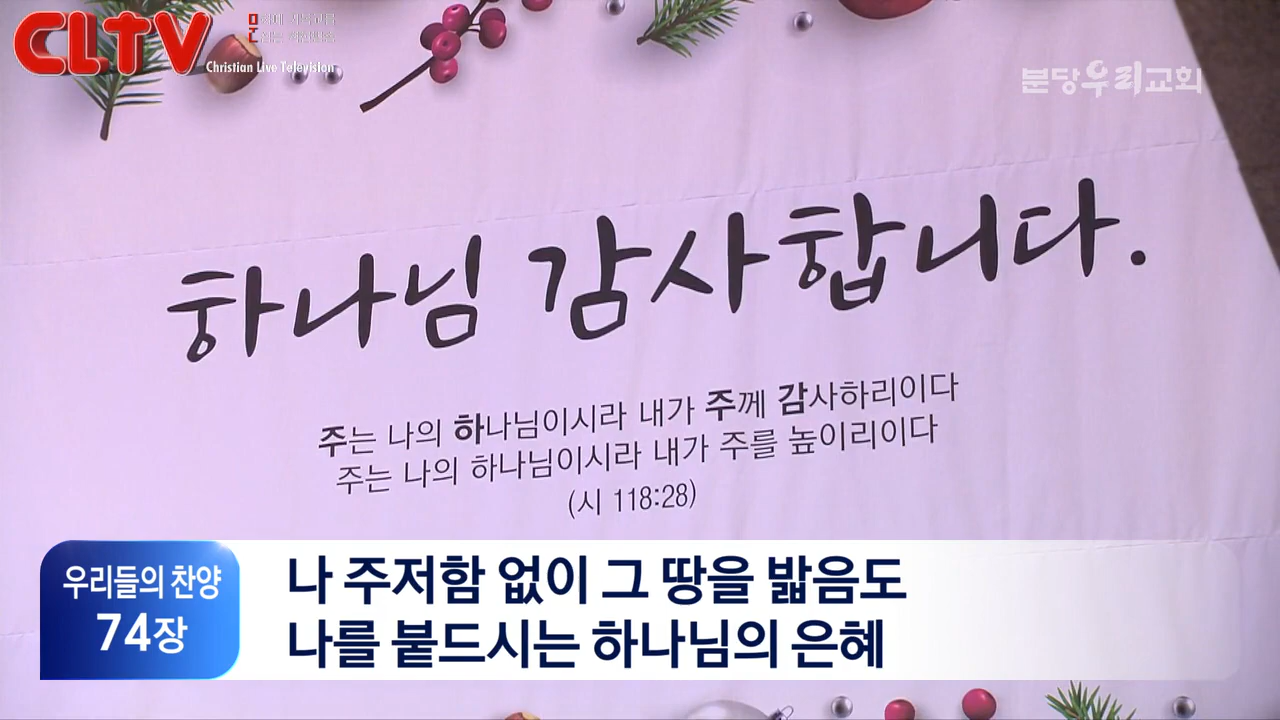 CLTV
Christian Live Television
분당우리교회
하나님 감사합니다.
주는 나의 하나님이시라 내가 주께 감사하리이다
주는 나의 하나님이시라 내가 주를 높이리이다
(시 118:28)
우리들의 찬양
74장
나 주저함 없이 그 땅을 밟음도
나를 붙드시는 하나님의 은혜